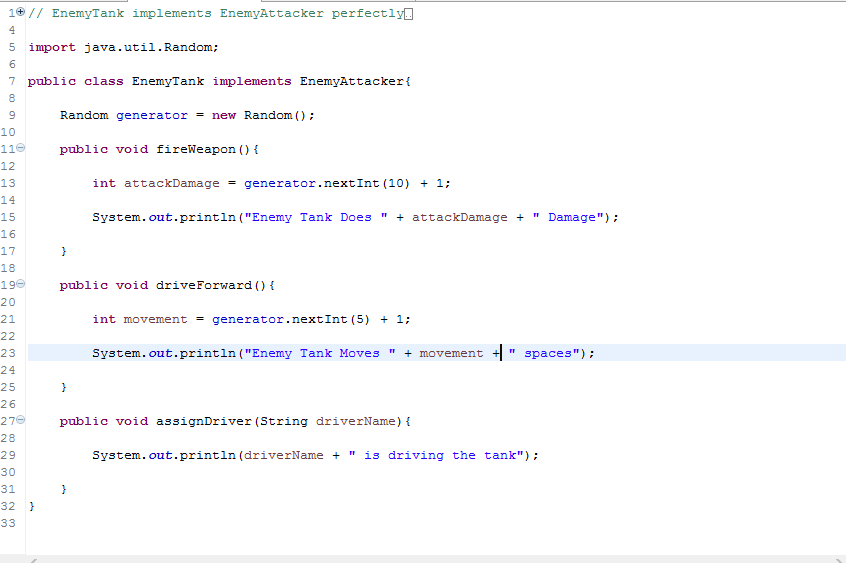 1 // EnemyTank implements EnemyAttacker perfectly
4
5 import java.util.Random;
6
7 public class EnemyTank implements EnemyAttacker{
8
9 Random generator = new Random();
10
11 public void fireWeapon(){
12
13 int attackDamage = generator.nextInt(10) + 1;
14
15 System.out.println("Enemy Tank Does " + attackDamage + " Damage");
16
17 }
18
19 public void driveForward(){
20
21 int movement = generator.nextInt(5) + 1;
22
23 System.out.println("Enemy Tank Moves " + movement + " spaces");
24
25 }
26
27 public void assignDriver(String driverName){
28
29 System.out.println(driverName + " is driving the tank");
30
31 }
32 }
33